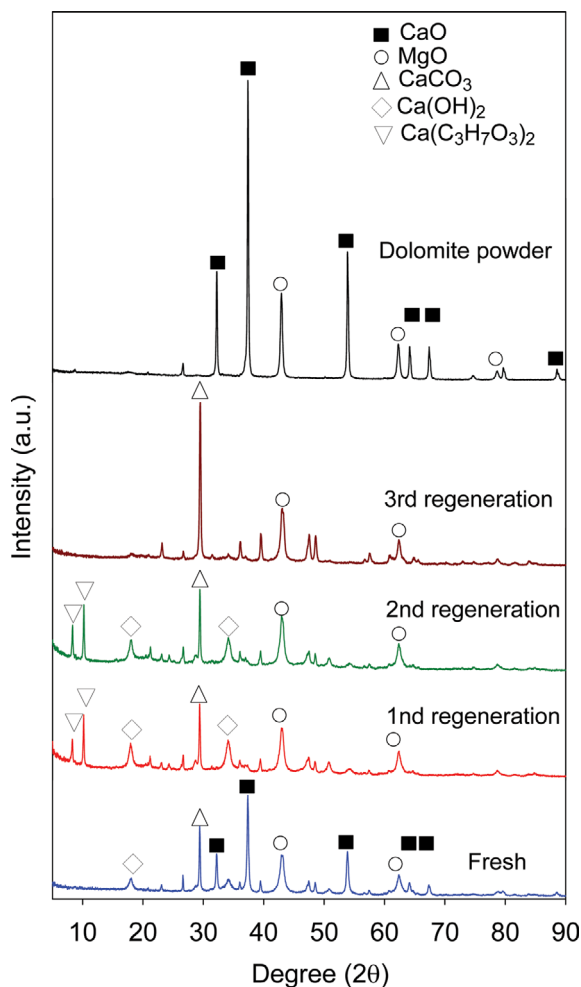 CaO
MgO
CaCO₃
Ca(OH)₂
Ca(C₃H₇O₃)₂
Dolomite powder
3rd regeneration
2nd regeneration
1nd regeneration
Fresh
Intensity (a.u.)
10 20 30 40 50 60 70 80 90
Degree (2θ)